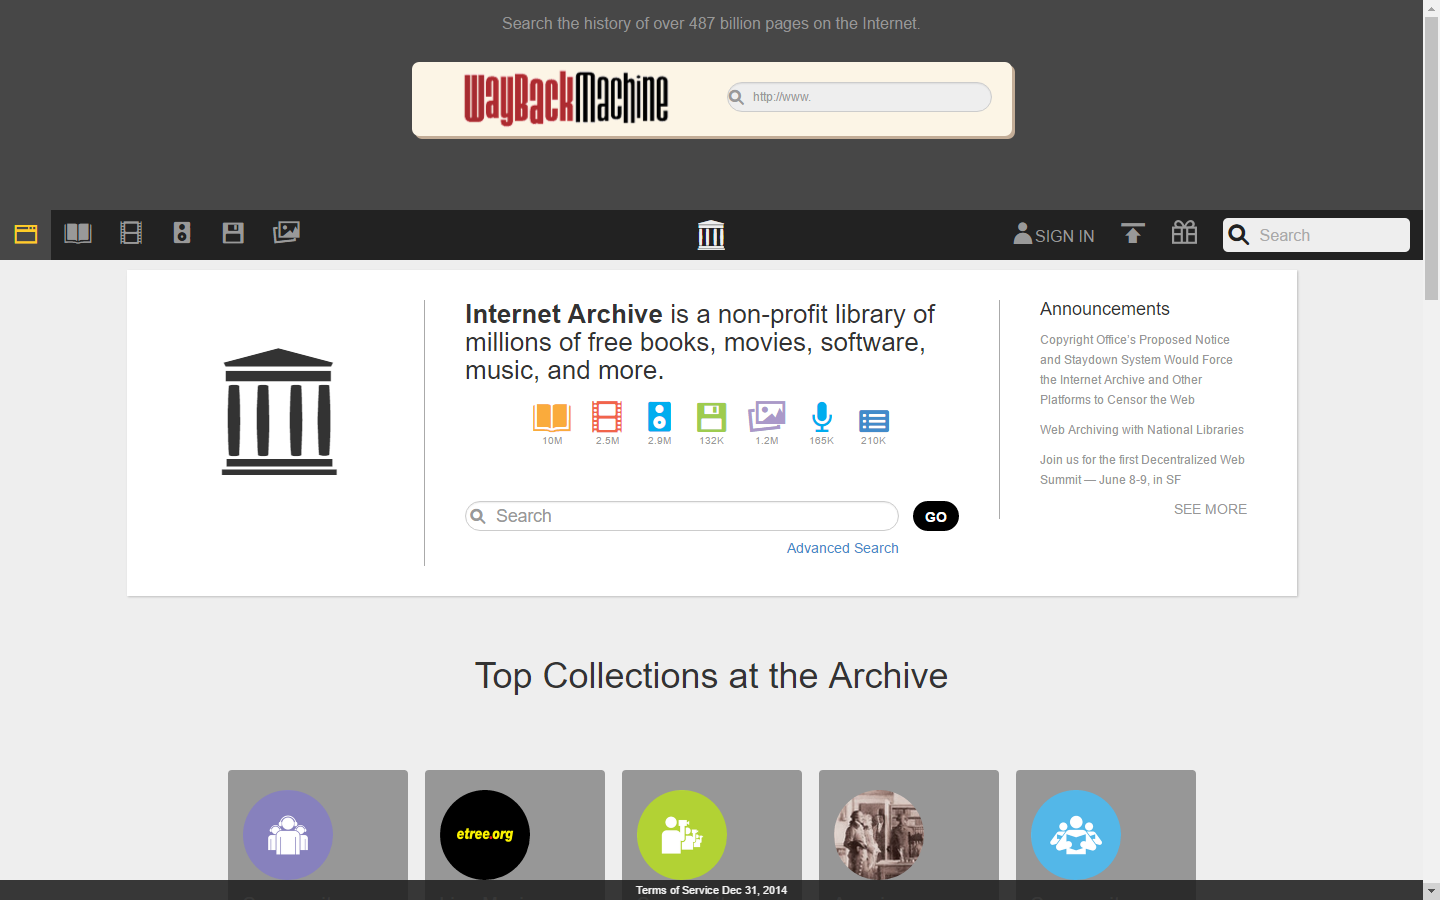 Search the history of over 487 billion pages on the Internet.
WayBackMachine
http://www.
SIGN IN
Search
Internet Archive is a non-profit library of
millions of free books, movies, software,
music, and more.
10M 2.5M 2.9M 132K 1.2M 165K 210K
Search
GO
Advanced Search
Announcements
Copyright Office's Proposed Notice
and Staydown System Would Force
the Internet Archive and Other
Platforms to Censor the Web
Web Archiving with National Libraries
Join us for the first Decentralized Web
Summit — June 8-9, in SF
SEE MORE
Top Collections at the Archive
etree.org
Terms of Service Dec 31, 2014